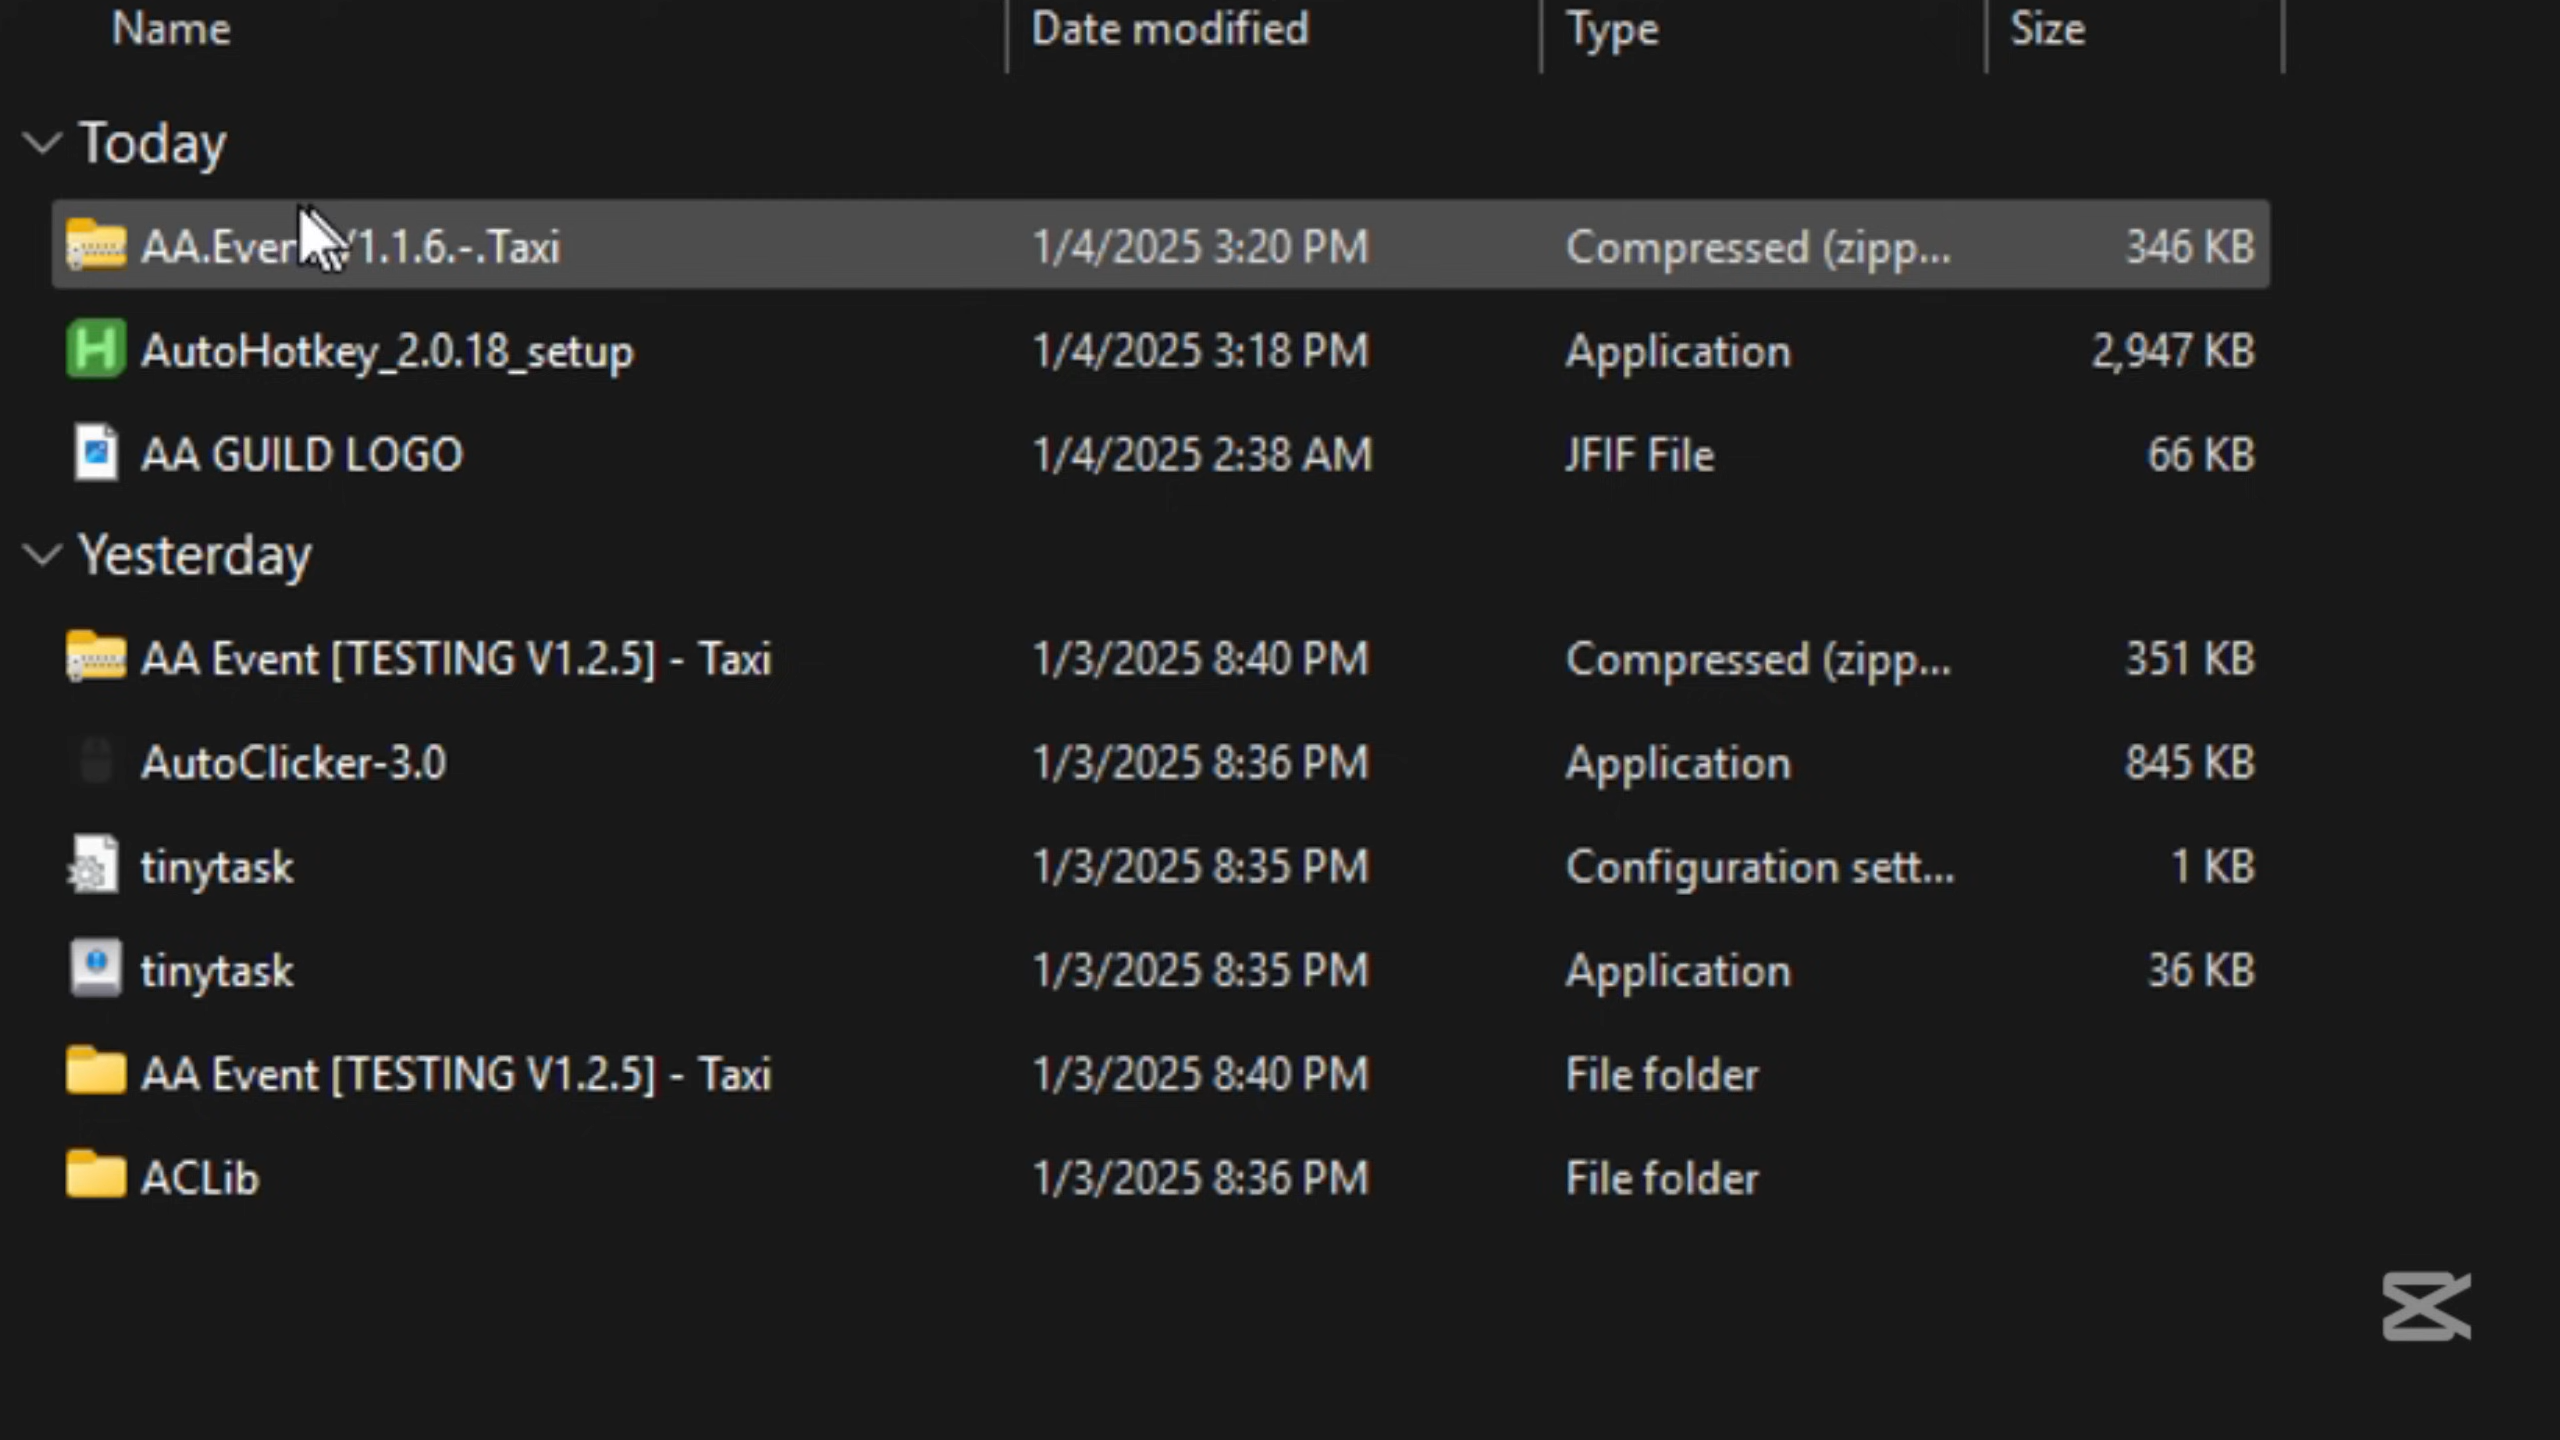 Name Date modified Type Size
Today
/1.1.6.-.Taxi 1/4/2025 3:20 PM Compressed (zipp... 346 KB
AutoHotkey_2.0.18_setup 1/4/2025 3:18 PM Application 2,947 KB
AA GUILD LOGO 1/4/2025 2:38 AM JFIF File 66 KB
Yesterday
AA Event [TESTING V1.2.5] - Taxi 1/3/2025 8:40 PM Compressed (zipp... 351 KB
AutoClicker-3.0 1/3/2025 8:36 PM Application 845 KB
tinytask 1/3/2025 8:35 PM Configuration sett... 1 KB
tinytask 1/3/2025 8:35 PM Application 36 KB
AA Event [TESTING V1.2.5] - Taxi 1/3/2025 8:40 PM File folder
ACLib 1/3/2025 8:36 PM File folder